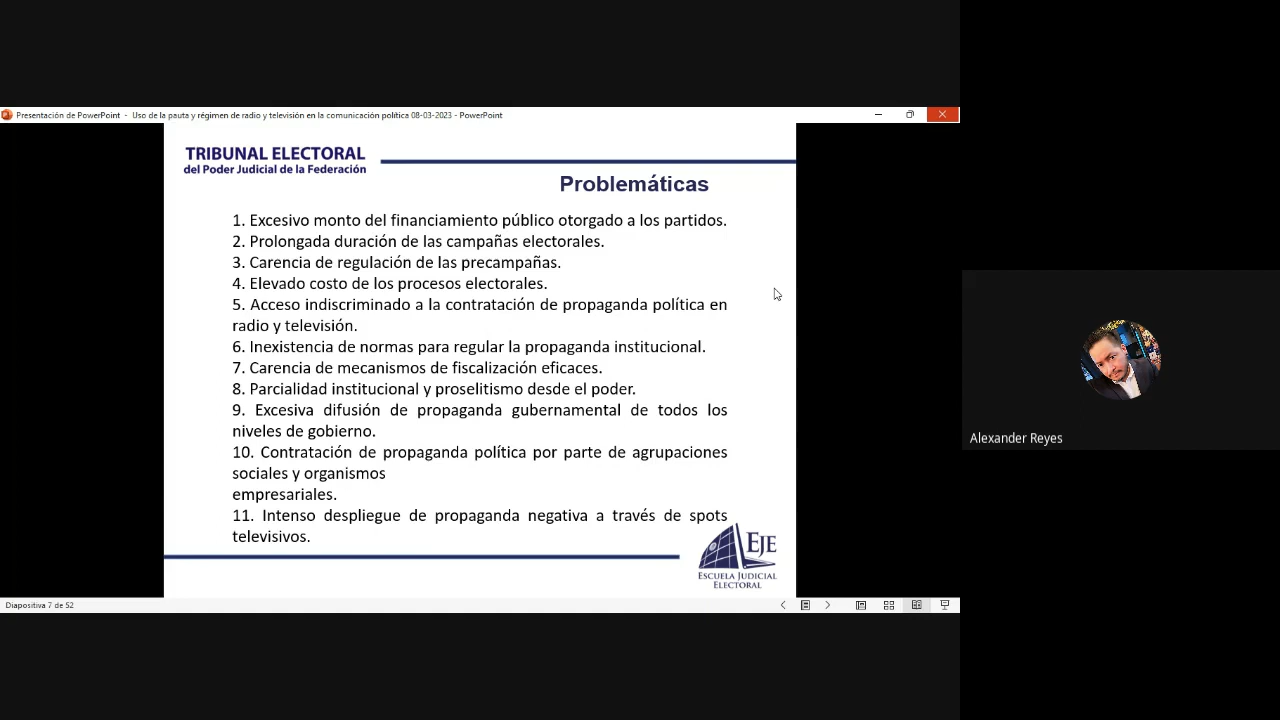 Presentación de PowerPoint - Uso de la pauta y régimen de radio y televisión en la comunicación política 08-03-2023 - PowerPoint
TRIBUNAL ELECTORAL
del Poder Judicial de la Federación
Problemáticas
1. Excesivo monto del financiamiento público otorgado a los partidos.
2. Prolongada duración de las campañas electorales.
3. Carencia de regulación de las precampañas.
4. Elevado costo de los procesos electorales.
5. Acceso indiscriminado a la contratación de propaganda política en
radio y televisión.
6. Inexistencia de normas para regular la propaganda institucional.
7. Carencia de mecanismos de fiscalización eficaces.
8. Parcialidad institucional y proselitismo desde el poder.
9. Excesiva difusión de propaganda gubernamental de todos los
niveles de gobierno.
10. Contratación de propaganda política por parte de agrupaciones
sociales y organismos
empresariales.
11. Intenso despliegue de propaganda negativa a través de spots
televisivos.
EJE
ESCUELA JUDICIAL
ELECTORAL
Diapositiva 7 de 52
Alexander Reyes